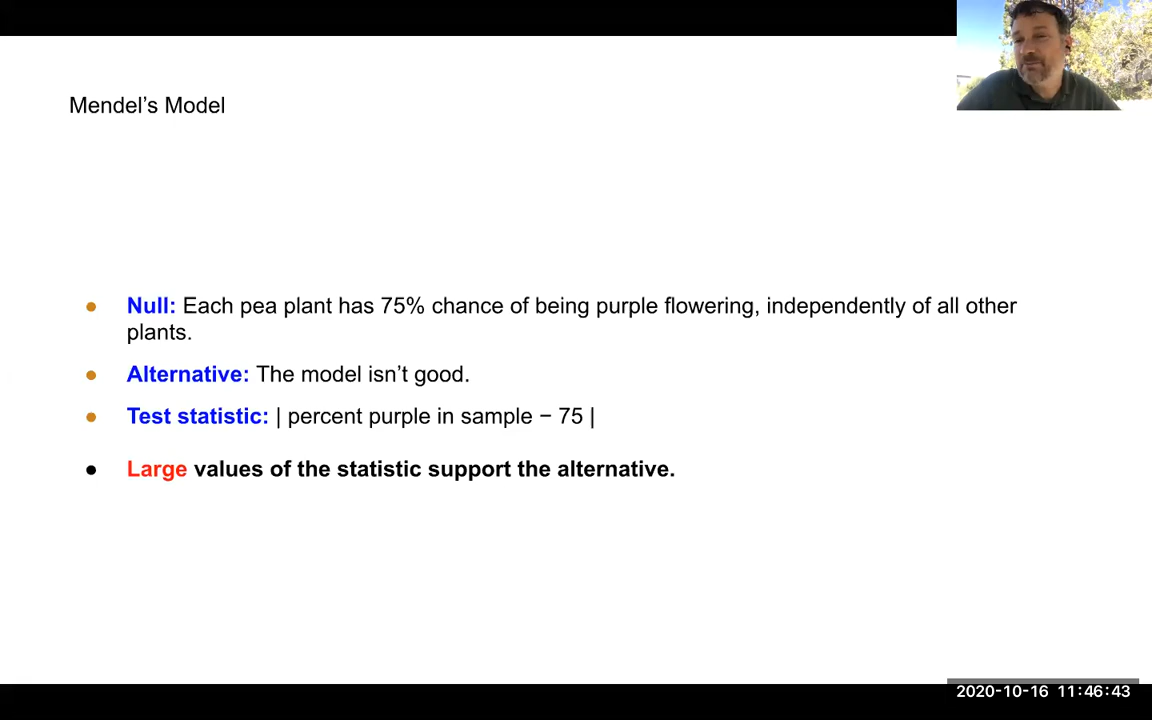 Mendel’s Model
● Null: Each pea plant has 75% chance of being purple flowering, independently of all other
plants.
● Alternative: The model isn’t good.
● Test statistic: | percent purple in sample − 75 |
● Large values of the statistic support the alternative.
2020-10-16 11:46:43